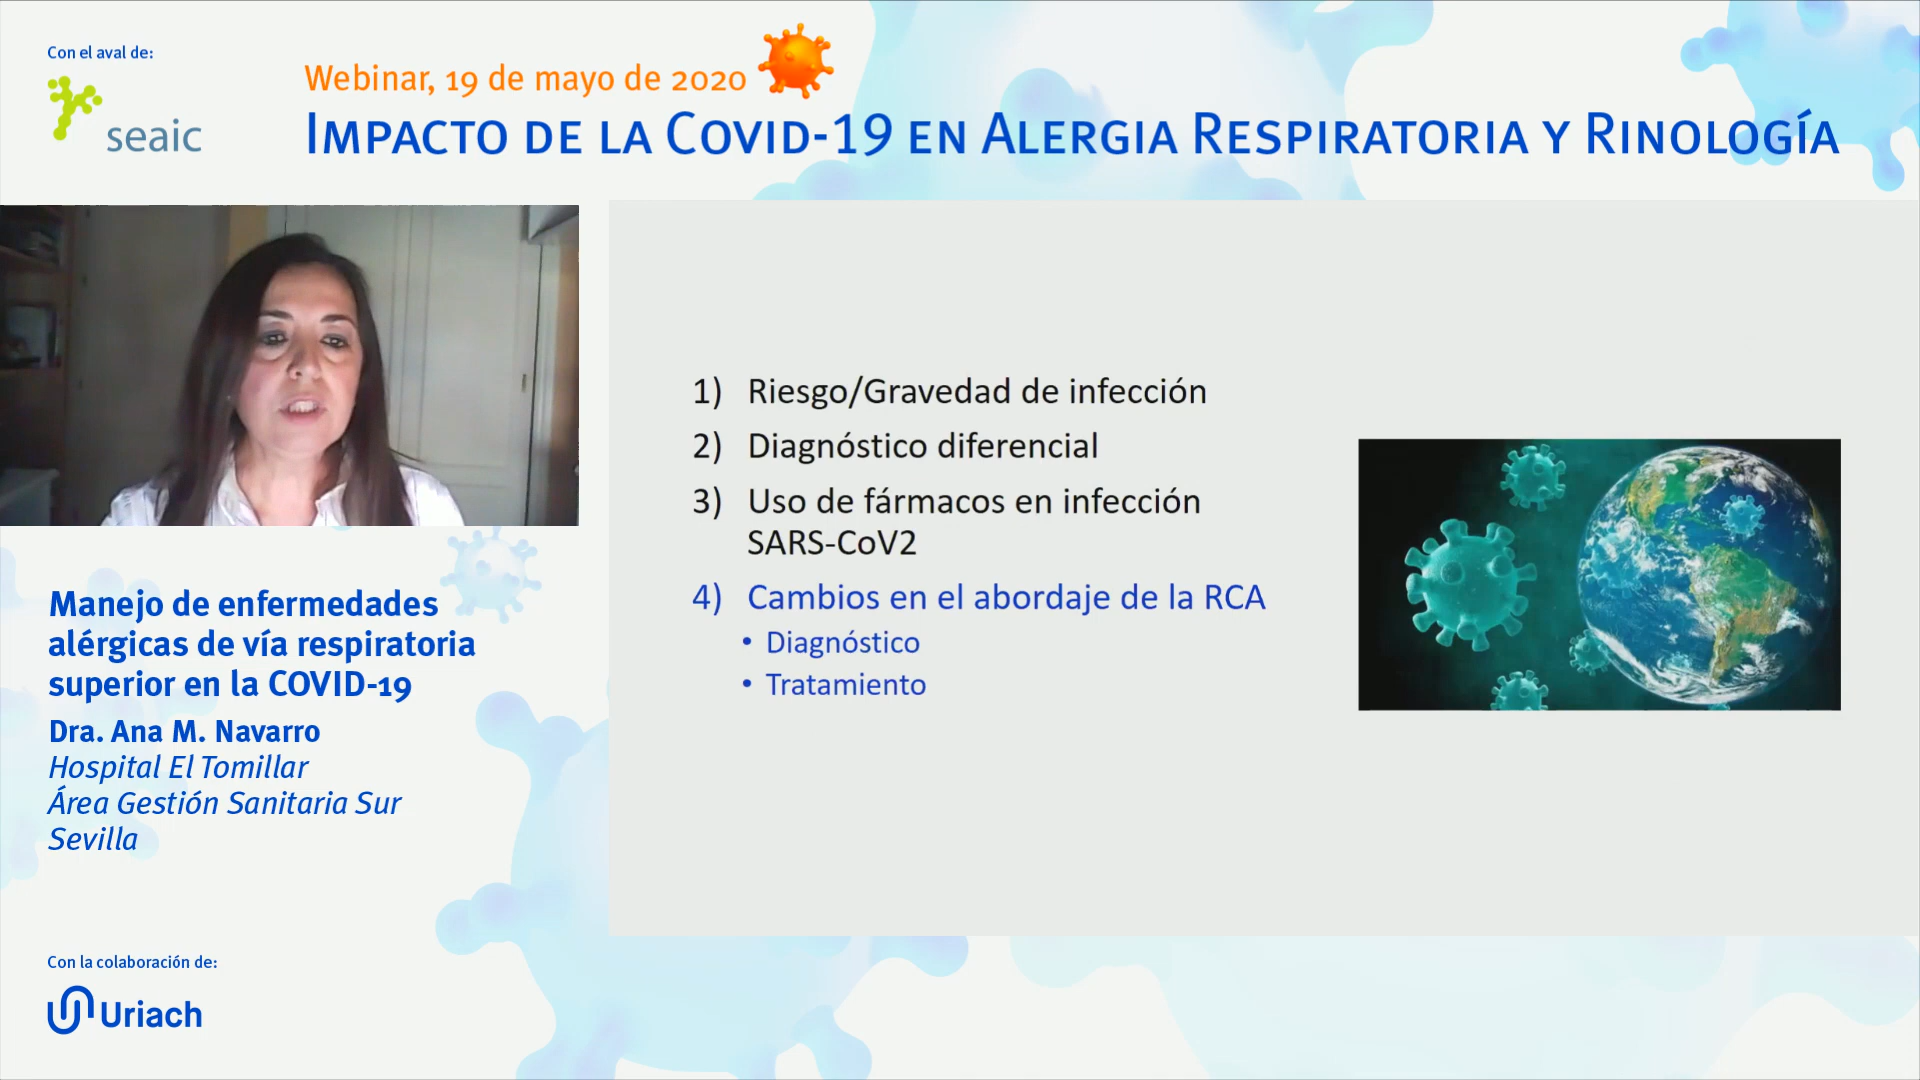 Con el aval de:
seaic
Webinar, 19 de mayo de 2020
Impacto de la Covid-19 en Alergia Respiratoria y Rinología
1) Riesgo/Gravedad de infección
2) Diagnóstico diferencial
3) Uso de fármacos en infección
SARS-CoV2
4) Cambios en el abordaje de la RCA
• Diagnóstico
• Tratamiento
Manejo de enfermedades
alérgicas de vía respiratoria
superior en la COVID-19
Dra. Ana M. Navarro
Hospital El Tomillar
Área Gestión Sanitaria Sur
Sevilla
Con la colaboración de:
Uriach